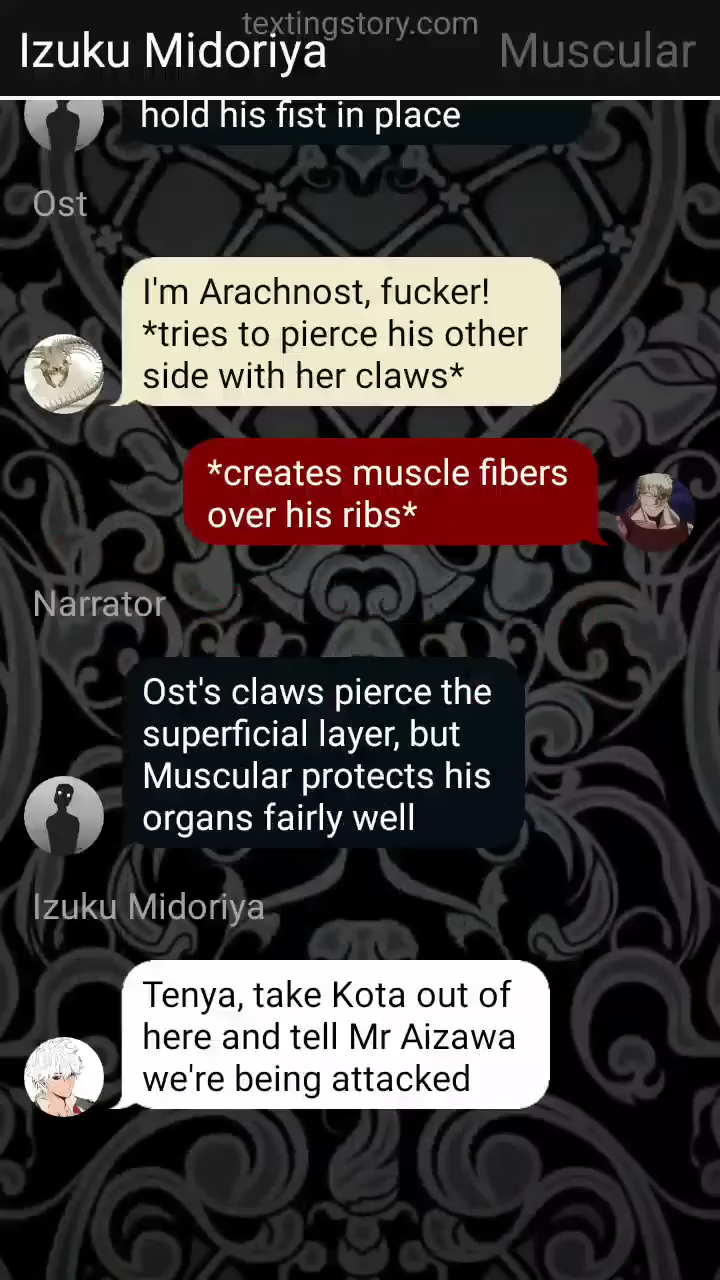 textingstory.com
Izuku Midoriya
Muscular
hold his fist in place
Ost
I'm Arachnost, fucker!
*tries to pierce his other
side with her claws*
*creates muscle fibers
over his ribs*
Narrator
Ost's claws pierce the
superficial layer, but
Muscular protects his
organs fairly well
Izuku Midoriya
Tenya, take Kota out of
here and tell Mr Aizawa
we're being attacked